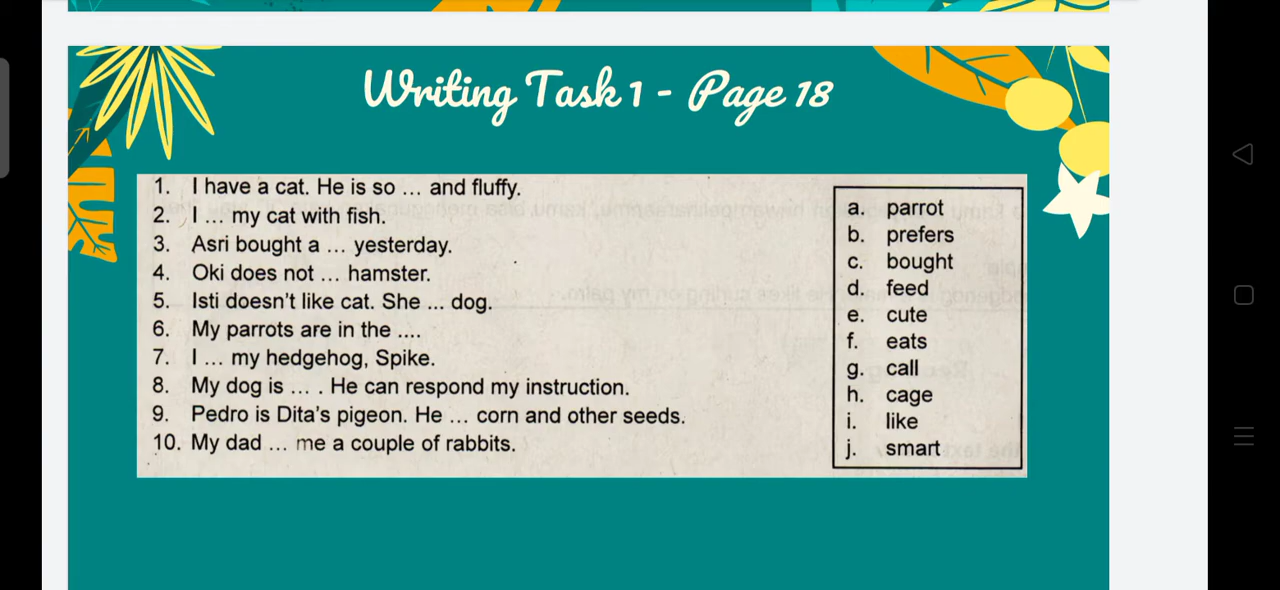 Writing Task 1 - Page 18
1. I have a cat. He is so ... and fluffy.
2. I ... my cat with fish.
3. Asri bought a ... yesterday.
4. Oki does not ... hamster.
5. Isti doesn't like cat. She ... dog.
6. My parrots are in the ....
7. I ... my hedgehog, Spike.
8. My dog is ... . He can respond my instruction.
9. Pedro is Dita's pigeon. He ... corn and other seeds.
10. My dad ... me a couple of rabbits.
a. parrot
b. prefers
c. bought
d. feed
e. cute
f. eats
g. call
h. cage
i. like
j. smart